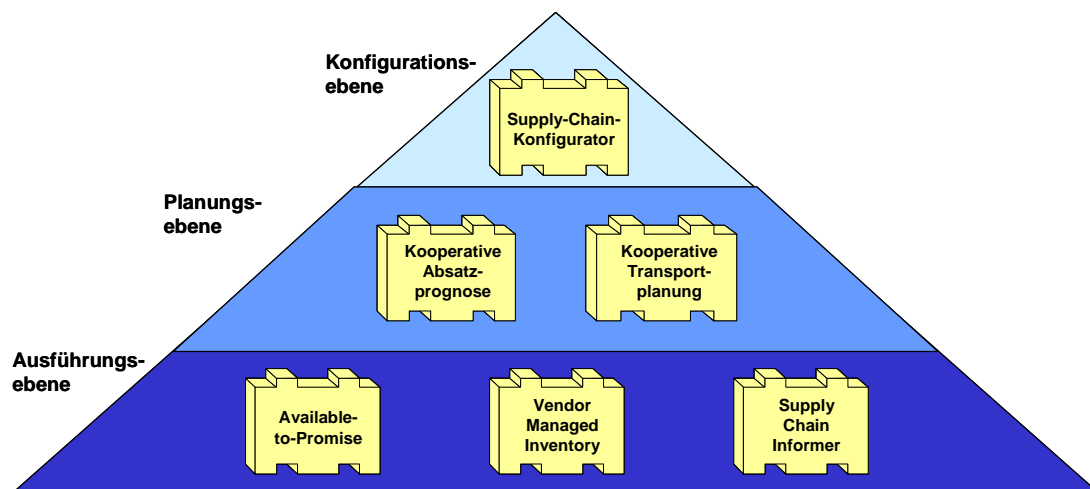 Konfigurations-
ebene
Supply-Chain-
Konfigurator
Planungs-
ebene
Kooperative
Absatz-
prognose
Kooperative
Transport-
planung
Ausführungs-
ebene
Available-
to-Promise
Vendor
Managed
Inventory
Supply
Chain
Informer